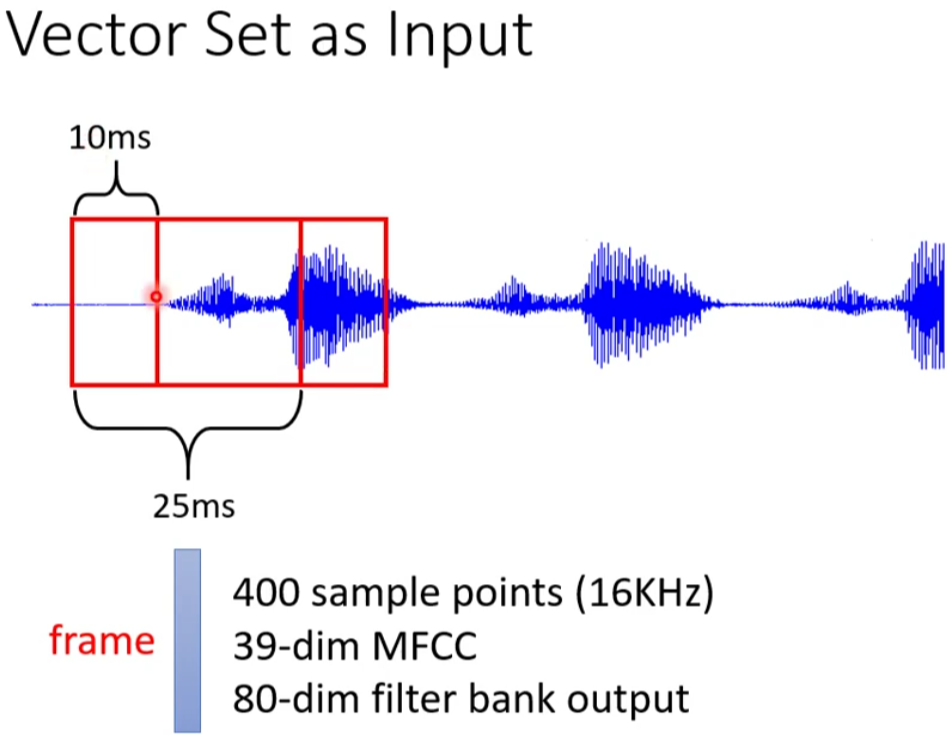 Vector Set as Input
10ms
25ms
frame
400 sample points (16KHz)
39-dim MFCC
80-dim filter bank output